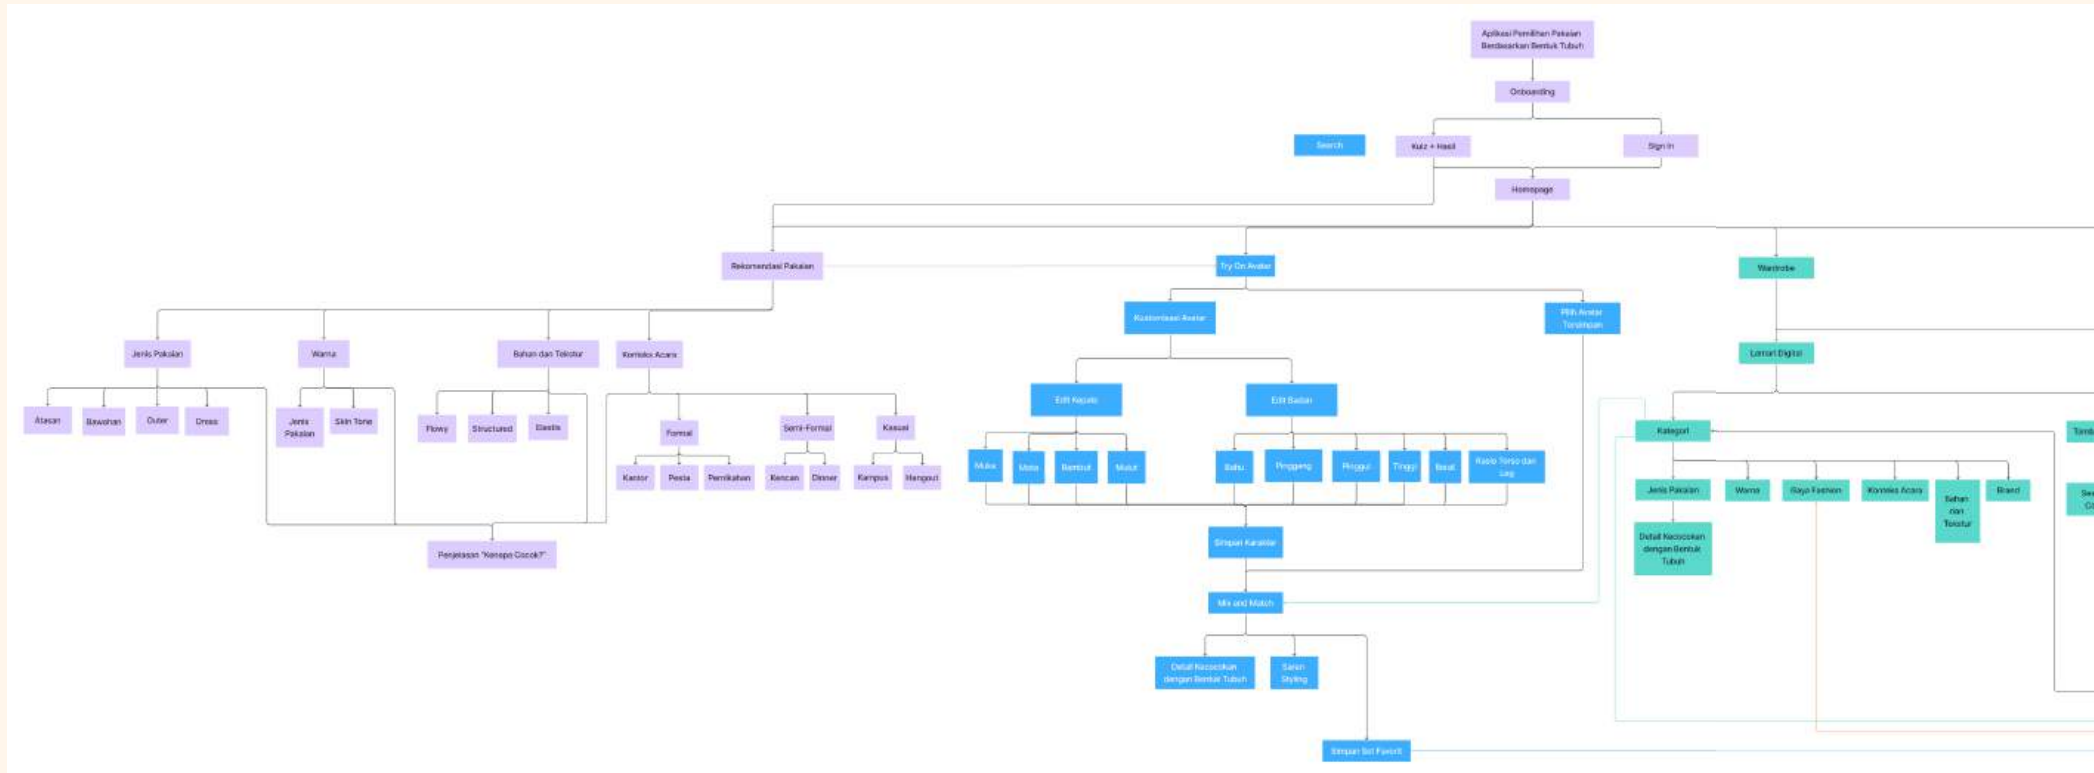 Aplikasi Pemilihan Pakaian
Berdasarkan Bentuk Tubuh
Onboarding
Search
Kuiz + Hasil
Sign In
Homepage
Rekomendasi Pakaian
Try On Avatar
Wardrobe
Kustomisasi Avatar
Pilih Avatar
Tersimpan
Jenis Pakaian
Warna
Bahan dan Tekstur
Konteks Acara
Lemari Digital
Edit Kepala
Edit Badan
Atasan
Bawahan
Outer
Dress
Jenis
Pakaian
Skin Tone
Flowy
Structured
Elastis
Formal
Semi-Formal
Kasual
Kategori
Kantor
Pesta
Pernikahan
Kencan
Dinner
Kampus
Hangout
Muka
Mata
Rambut
Mulut
Bahu
Pinggang
Pinggul
Tinggi
Berat
Rasio Torso dan
Leg
Jenis Pakaian
Warna
Gaya Fashion
Konteks Acara
Bahan
dan
Tekstur
Brand
Penjelasan "Kenapa Cocok?"
Simpan Karakter
Detail Kecocokan
dengan Bentuk
Tubuh
Mix and Match
Detail Kecocokan
dengan Bentuk Tubuh
Saran
Styling
Simpan Set Favorit